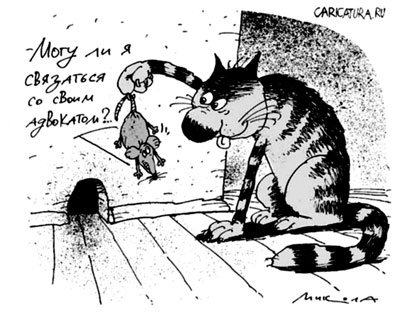 CARICATURA.RU
-Могу ли я
связаться
со своим
адвокатом?..
Микола